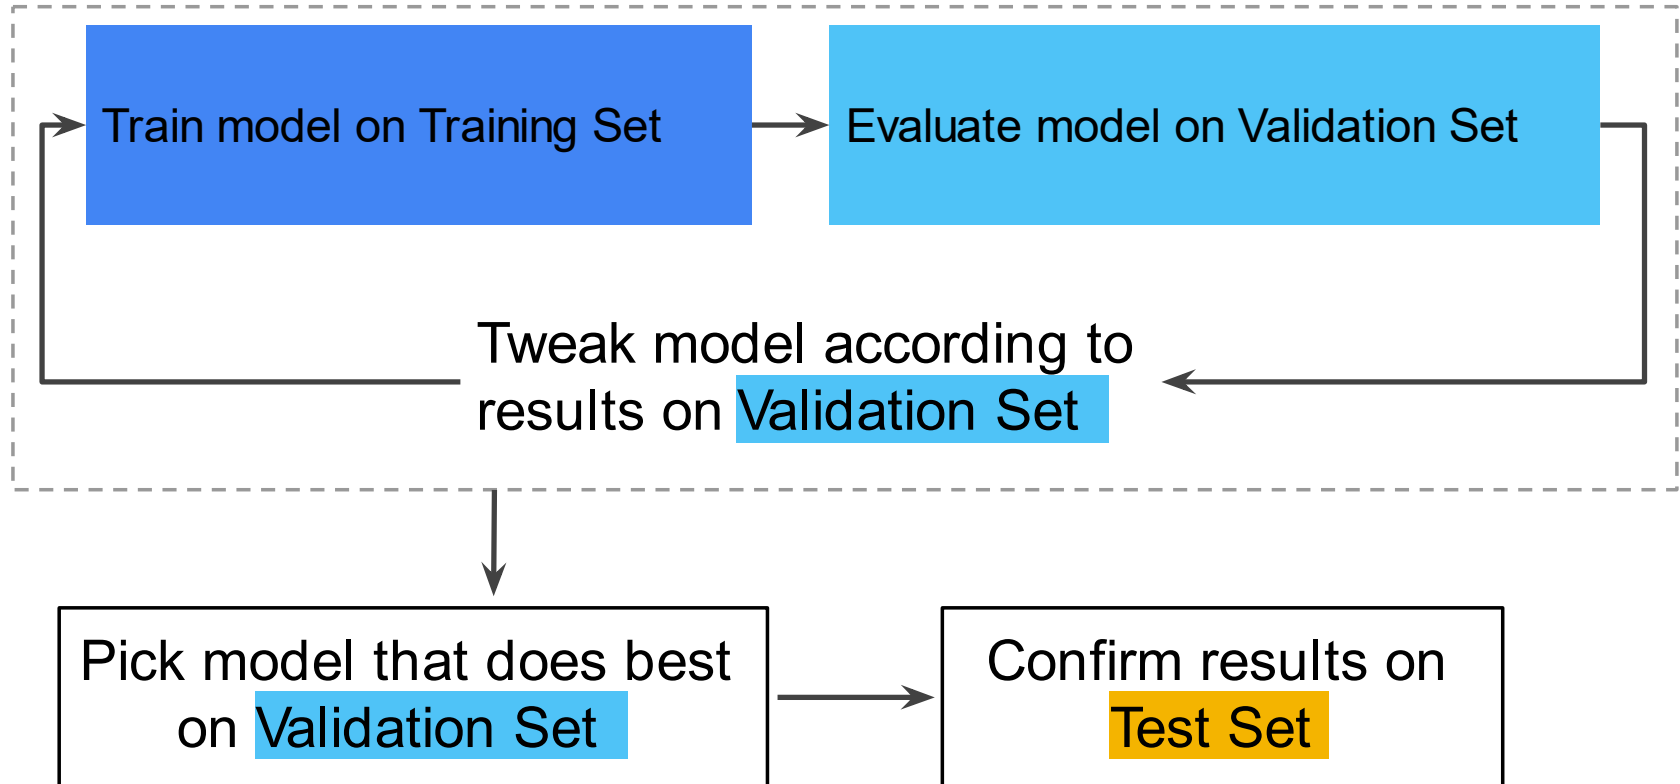 Train model on Training Set
Evaluate model on Validation Set
Tweak model according to
results on Validation Set
Pick model that does best
on Validation Set
Confirm results on
Test Set